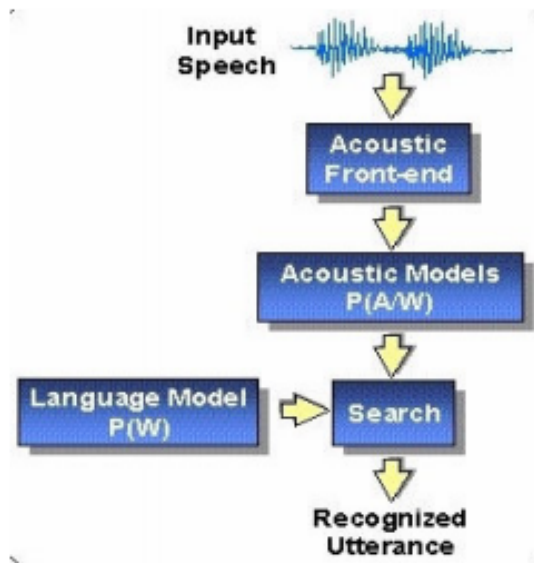 Input
Speech
Acoustic
Front-end
Acoustic Models
P(A/W)
Language Model
P(W)
Search
Recognized
Utterance